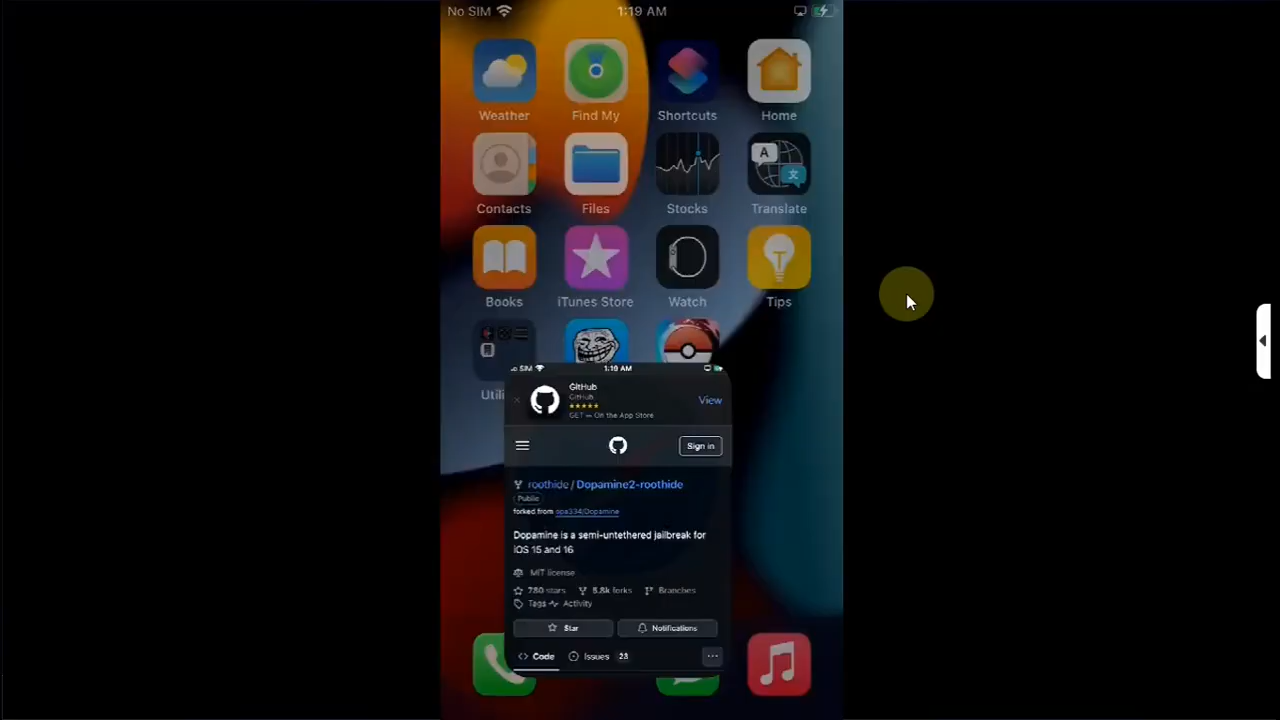 No SIM 1:19 AM
Weather Find My Shortcuts Home
Contacts Files Stocks Translate
Books iTunes Store Watch Tips
Utili
SIM 1:19 AM
GitHub
GitHub
GET — On the App Store
View
Sign in
roothide / Dopamine2-roothide
Public
forked from opa334/Dopamine
Dopamine is a semi-untethered jailbreak for
iOS 15 and 16
MIT license
780 stars 5.8k forks Branches
Tags Activity
Star Notifications
Code Issues 23